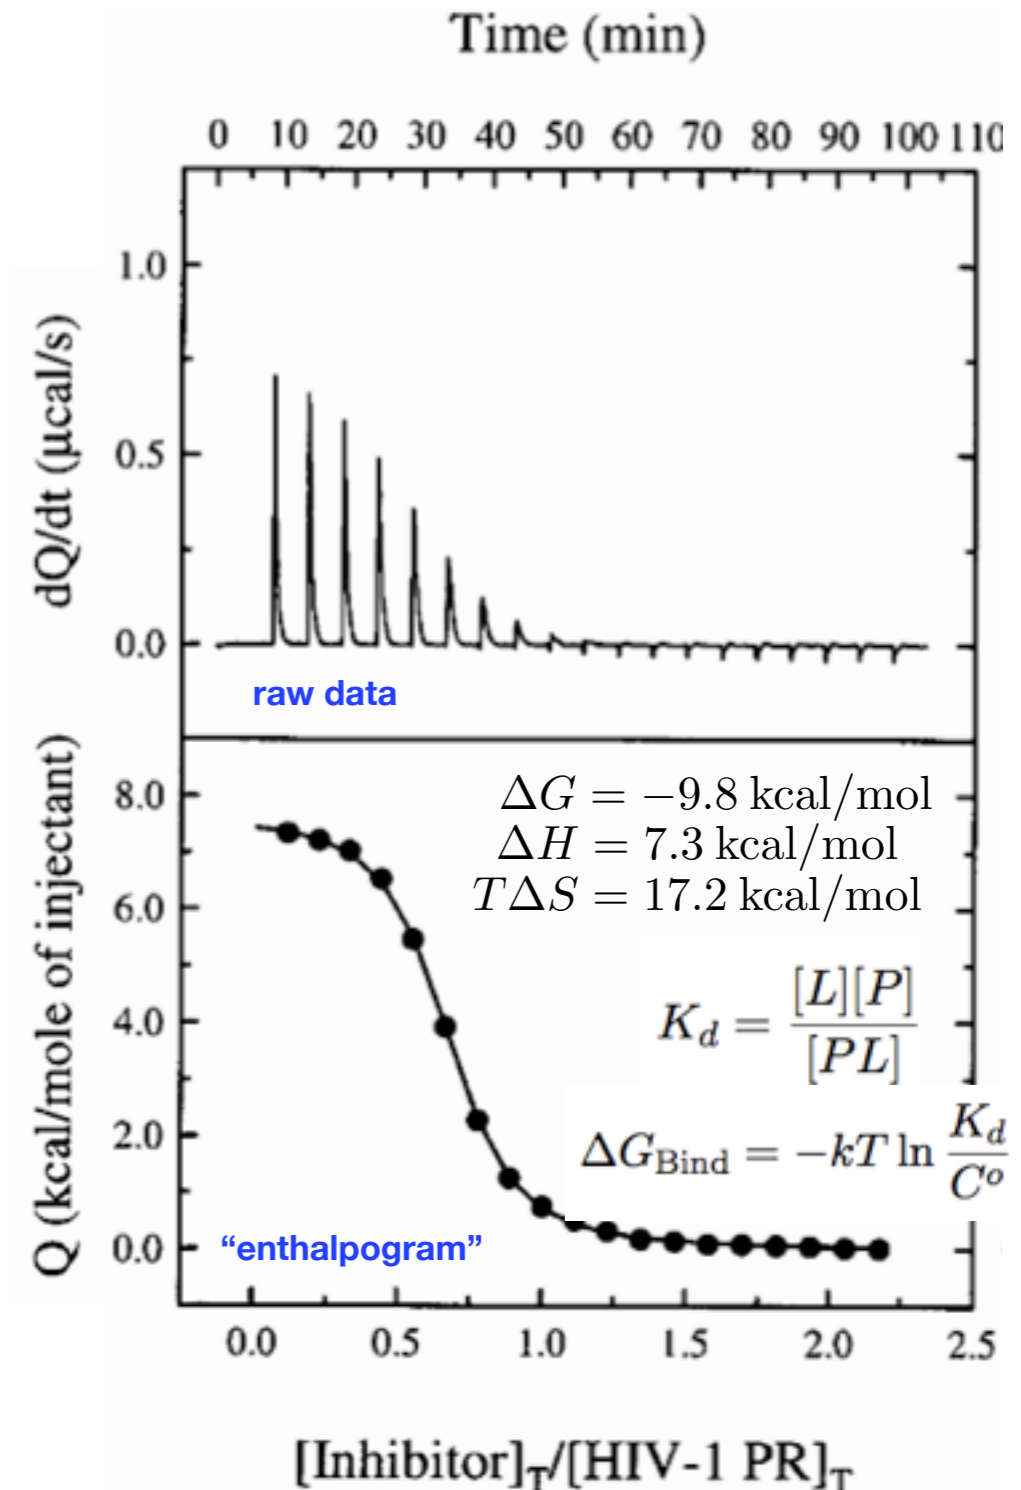 Time (min)
0 10 20 30 40 50 60 70 80 90 100 110
1.0
0.5
0.0
dQ/dt (μcal/s)
raw data
8.0
6.0
4.0
2.0
0.0
Q (kcal/mole of injectant)
ΔG = −9.8 kcal/mol
ΔH = 7.3 kcal/mol
TΔS = 17.2 kcal/mol
K_d = [L][P] / [PL]
ΔG_Bind = −kT ln K_d / C^o
“enthalpogram”
0.0 0.5 1.0 1.5 2.0 2.5
[Inhibitor]_T/[HIV-1 PR]_T